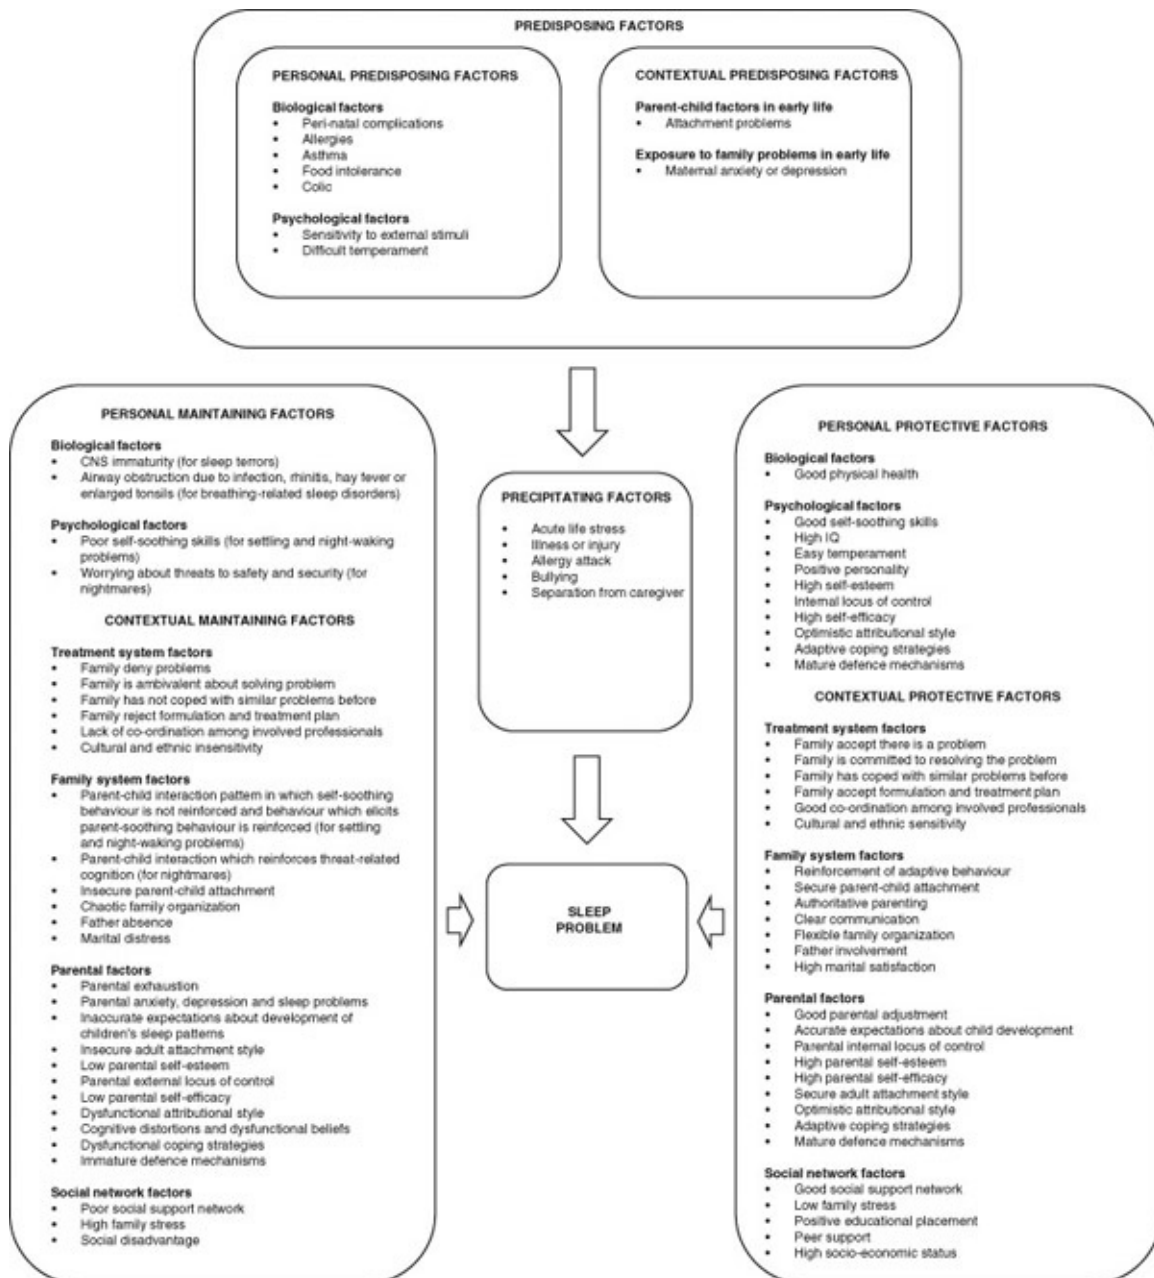 PREDISPOSING FACTORS
PERSONAL PREDISPOSING FACTORS
Biological factors
• Peri-natal complications
• Allergies
• Asthma
• Food intolerance
• Colic
Psychological factors
• Sensitivity to external stimuli
• Difficult temperament
CONTEXTUAL PREDISPOSING FACTORS
Parent-child factors in early life
• Attachment problems
Exposure to family problems in early life
• Maternal anxiety or depression
PERSONAL MAINTAINING FACTORS
Biological factors
• CNS immaturity (for sleep terrors)
• Airway obstruction due to infection, rhinitis, hay fever or
enlarged tonsils (for breathing-related sleep disorders)
Psychological factors
• Poor self-soothing skills (for settling and night-waking
problems)
• Worrying about threats to safety and security (for
nightmares)
CONTEXTUAL MAINTAINING FACTORS
Treatment system factors
• Family deny problems
• Family is ambivalent about solving problem
• Family has not coped with similar problems before
• Family reject formulation and treatment plan
• Lack of co-ordination among involved professionals
• Cultural and ethnic insensitivity
Family system factors
• Parent-child interaction pattern in which self-soothing
behaviour is not reinforced and behaviour which elicits
parent-soothing behaviour is reinforced (for settling
and night-waking problems)
• Parent-child interaction which reinforces threat-related
cognition (for nightmares)
• Insecure parent-child attachment
• Chaotic family organization
• Father absence
• Marital distress
Parental factors
• Parental exhaustion
• Parental anxiety, depression and sleep problems
• Inaccurate expectations about development of
children's sleep patterns
• Insecure adult attachment style
• Low parental self-esteem
• Parental external locus of control
• Low parental self-efficacy
• Dysfunctional attributional style
• Cognitive distortions and dysfunctional beliefs
• Dysfunctional coping strategies
• Immature defence mechanisms
Social network factors
• Poor social support network
• High family stress
• Social disadvantage
PRECIPITATING FACTORS
• Acute life stress
• Illness or injury
• Allergy attack
• Bullying
• Separation from caregiver
SLEEP
PROBLEM
PERSONAL PROTECTIVE FACTORS
Biological factors
• Good physical health
Psychological factors
• Good self-soothing skills
• High IQ
• Easy temperament
• Positive personality
• High self-esteem
• Internal locus of control
• High self-efficacy
• Optimistic attributional style
• Adaptive coping strategies
• Mature defence mechanisms
CONTEXTUAL PROTECTIVE FACTORS
Treatment system factors
• Family accept there is a problem
• Family is committed to resolving the problem
• Family has coped with similar problems before
• Family accept formulation and treatment plan
• Good co-ordination among involved professionals
• Cultural and ethnic sensitivity
Family system factors
• Reinforcement of adaptive behaviour
• Secure parent-child attachment
• Authoritative parenting
• Clear communication
• Flexible family organization
• Father involvement
• High marital satisfaction
Parental factors
• Good parental adjustment
• Accurate expectations about child development
• Parental internal locus of control
• High parental self-esteem
• High parental self-efficacy
• Secure adult attachment style
• Optimistic attributional style
• Adaptive coping strategies
• Mature defence mechanisms
Social network factors
• Good social support network
• Low family stress
• Positive educational placement
• Peer support
• High socio-economic status